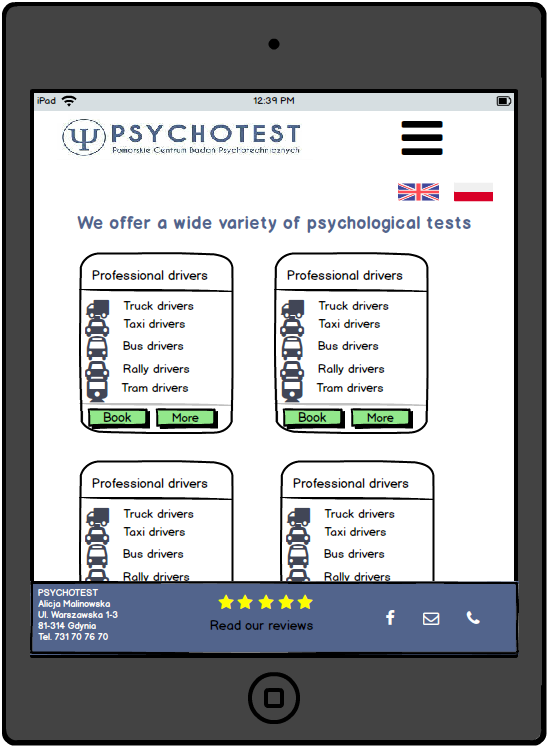 iPad
12:39 PM
PSYCHOTEST
Pomorskie Centrum Badań Psychotechnicznych
We offer a wide variety of psychological tests
Professional drivers
Truck drivers
Taxi drivers
Bus drivers
Rally drivers
Tram drivers
Book
More
Professional drivers
Truck drivers
Taxi drivers
Bus drivers
Rally drivers
Tram drivers
Book
More
Professional drivers
Truck drivers
Taxi drivers
Bus drivers
Rally drivers
Professional drivers
Truck drivers
Taxi drivers
Bus drivers
Rally drivers
PSYCHOTEST
Alicja Malinowska
Ul. Warszawska 1-3
81-314 Gdynia
Tel. 731 70 76 70
Read our reviews